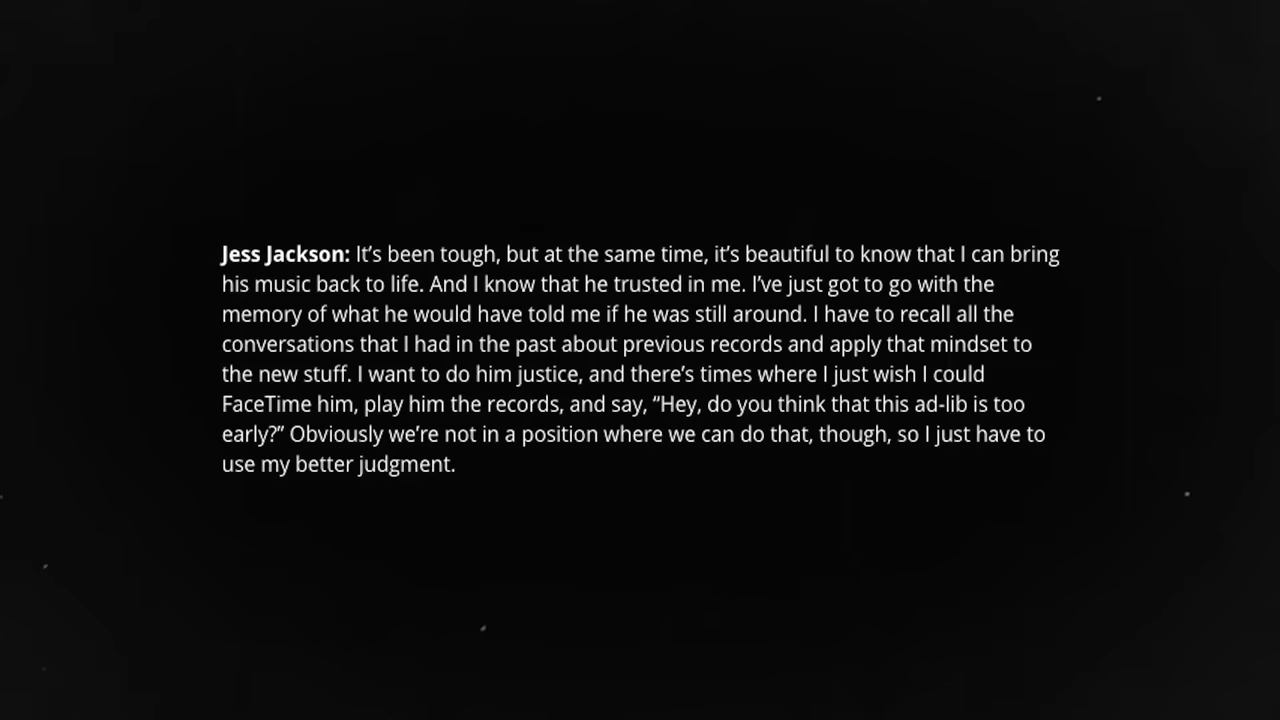 Jess Jackson: It’s been tough, but at the same time, it’s beautiful to know that I can bring
his music back to life. And I know that he trusted in me. I’ve just got to go with the
memory of what he would have told me if he was still around. I have to recall all the
conversations that I had in the past about previous records and apply that mindset to
the new stuff. I want to do him justice, and there’s times where I just wish I could
FaceTime him, play him the records, and say, “Hey, do you think that this ad-lib is too
early?” Obviously we’re not in a position where we can do that, though, so I just have to
use my better judgment.